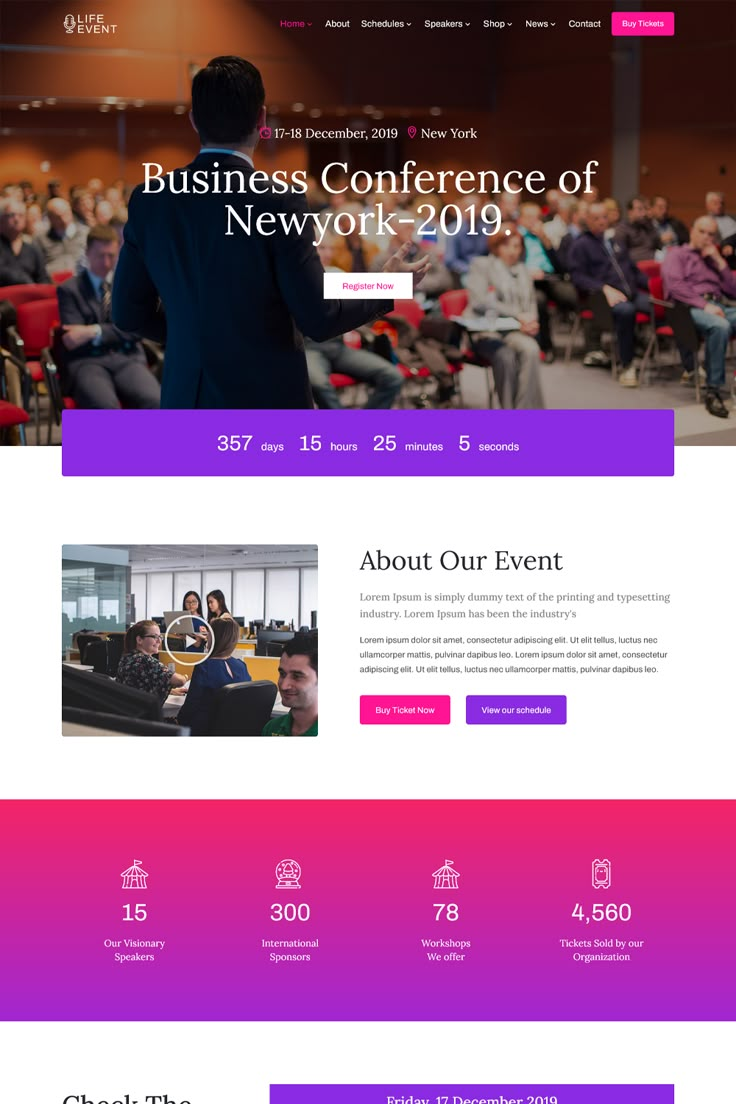 LIFE
EVENT
Home About Schedules Speakers Shop News Contact Buy Tickets
17-18 December, 2019 New York
Business Conference of
Newyork-2019.
Register Now
357 days 15 hours 25 minutes 5 seconds
About Our Event
Lorem Ipsum is simply dummy text of the printing and typesetting
industry. Lorem Ipsum has been the industry's
Lorem ipsum dolor sit amet, consectetur adipiscing elit. Ut elit tellus, luctus nec
ullamcorper mattis, pulvinar dapibus leo. Lorem ipsum dolor sit amet, consectetur
adipiscing elit. Ut elit tellus, luctus nec ullamcorper mattis, pulvinar dapibus leo.
Buy Ticket Now View our schedule
15 300 78 4,560
Our Visionary International Workshops Tickets Sold by our
Speakers Sponsors We offer Organization
Check The
Friday, 17 December 2019